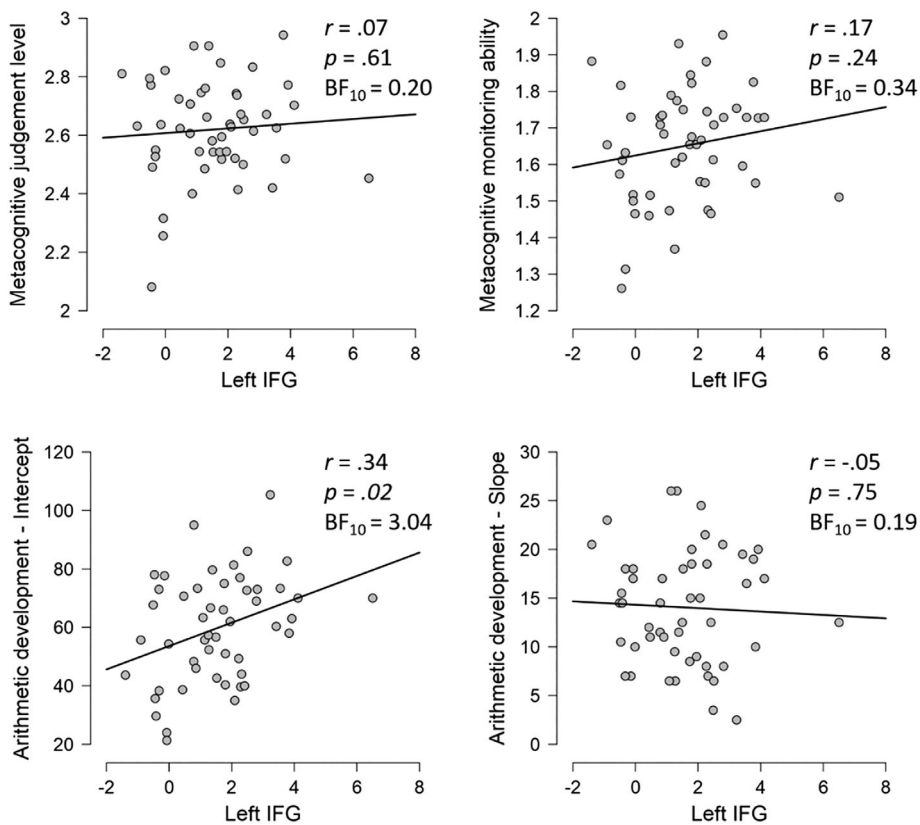 Metacognitive judgement level
3
2.8
2.6
2.4
2.2
2
r = .07
p = .61
BF₁₀ = 0.20
-2 0 2 4 6 8
Left IFG
Metacognitive monitoring ability
2
1.9
1.8
1.7
1.6
1.5
1.4
1.3
1.2
r = .17
p = .24
BF₁₀ = 0.34
-2 0 2 4 6 8
Left IFG
Arithmetic development - Intercept
120
100
80
60
40
20
r = .34
p = .02
BF₁₀ = 3.04
-2 0 2 4 6 8
Left IFG
Arithmetic development - Slope
30
25
20
15
10
5
0
r = -.05
p = .75
BF₁₀ = 0.19
-2 0 2 4 6 8
Left IFG